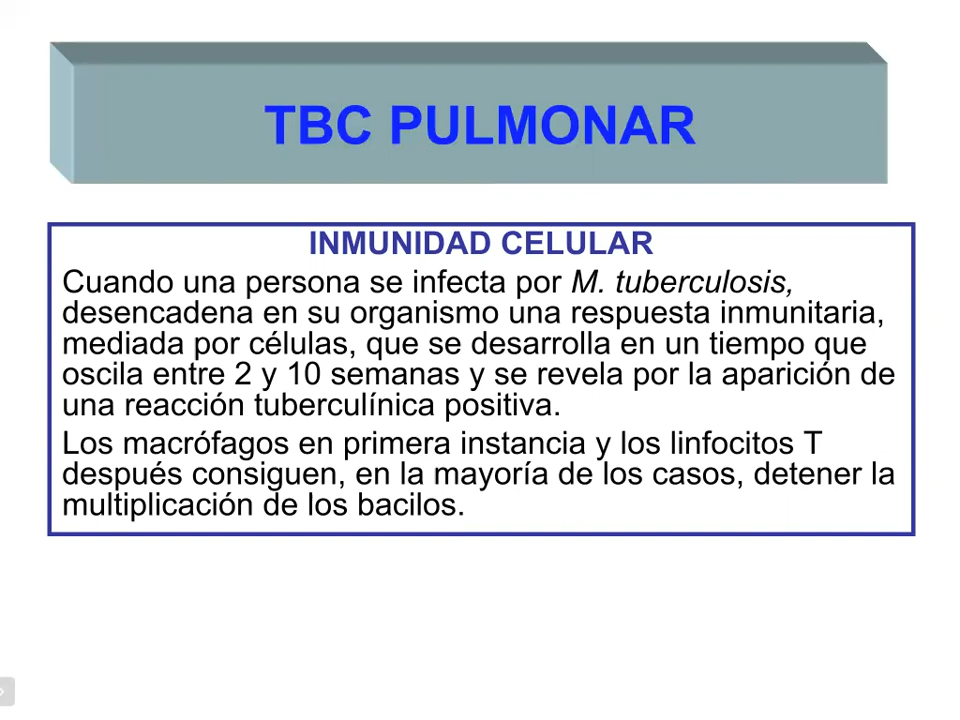 TBC PULMONAR
INMUNIDAD CELULAR
Cuando una persona se infecta por M. tuberculosis,
desencadena en su organismo una respuesta inmunitaria,
mediada por células, que se desarrolla en un tiempo que
oscila entre 2 y 10 semanas y se revela por la aparición de
una reacción tuberculínica positiva.
Los macrófagos en primera instancia y los linfocitos T
después consiguen, en la mayoría de los casos, detener la
multiplicación de los bacilos.